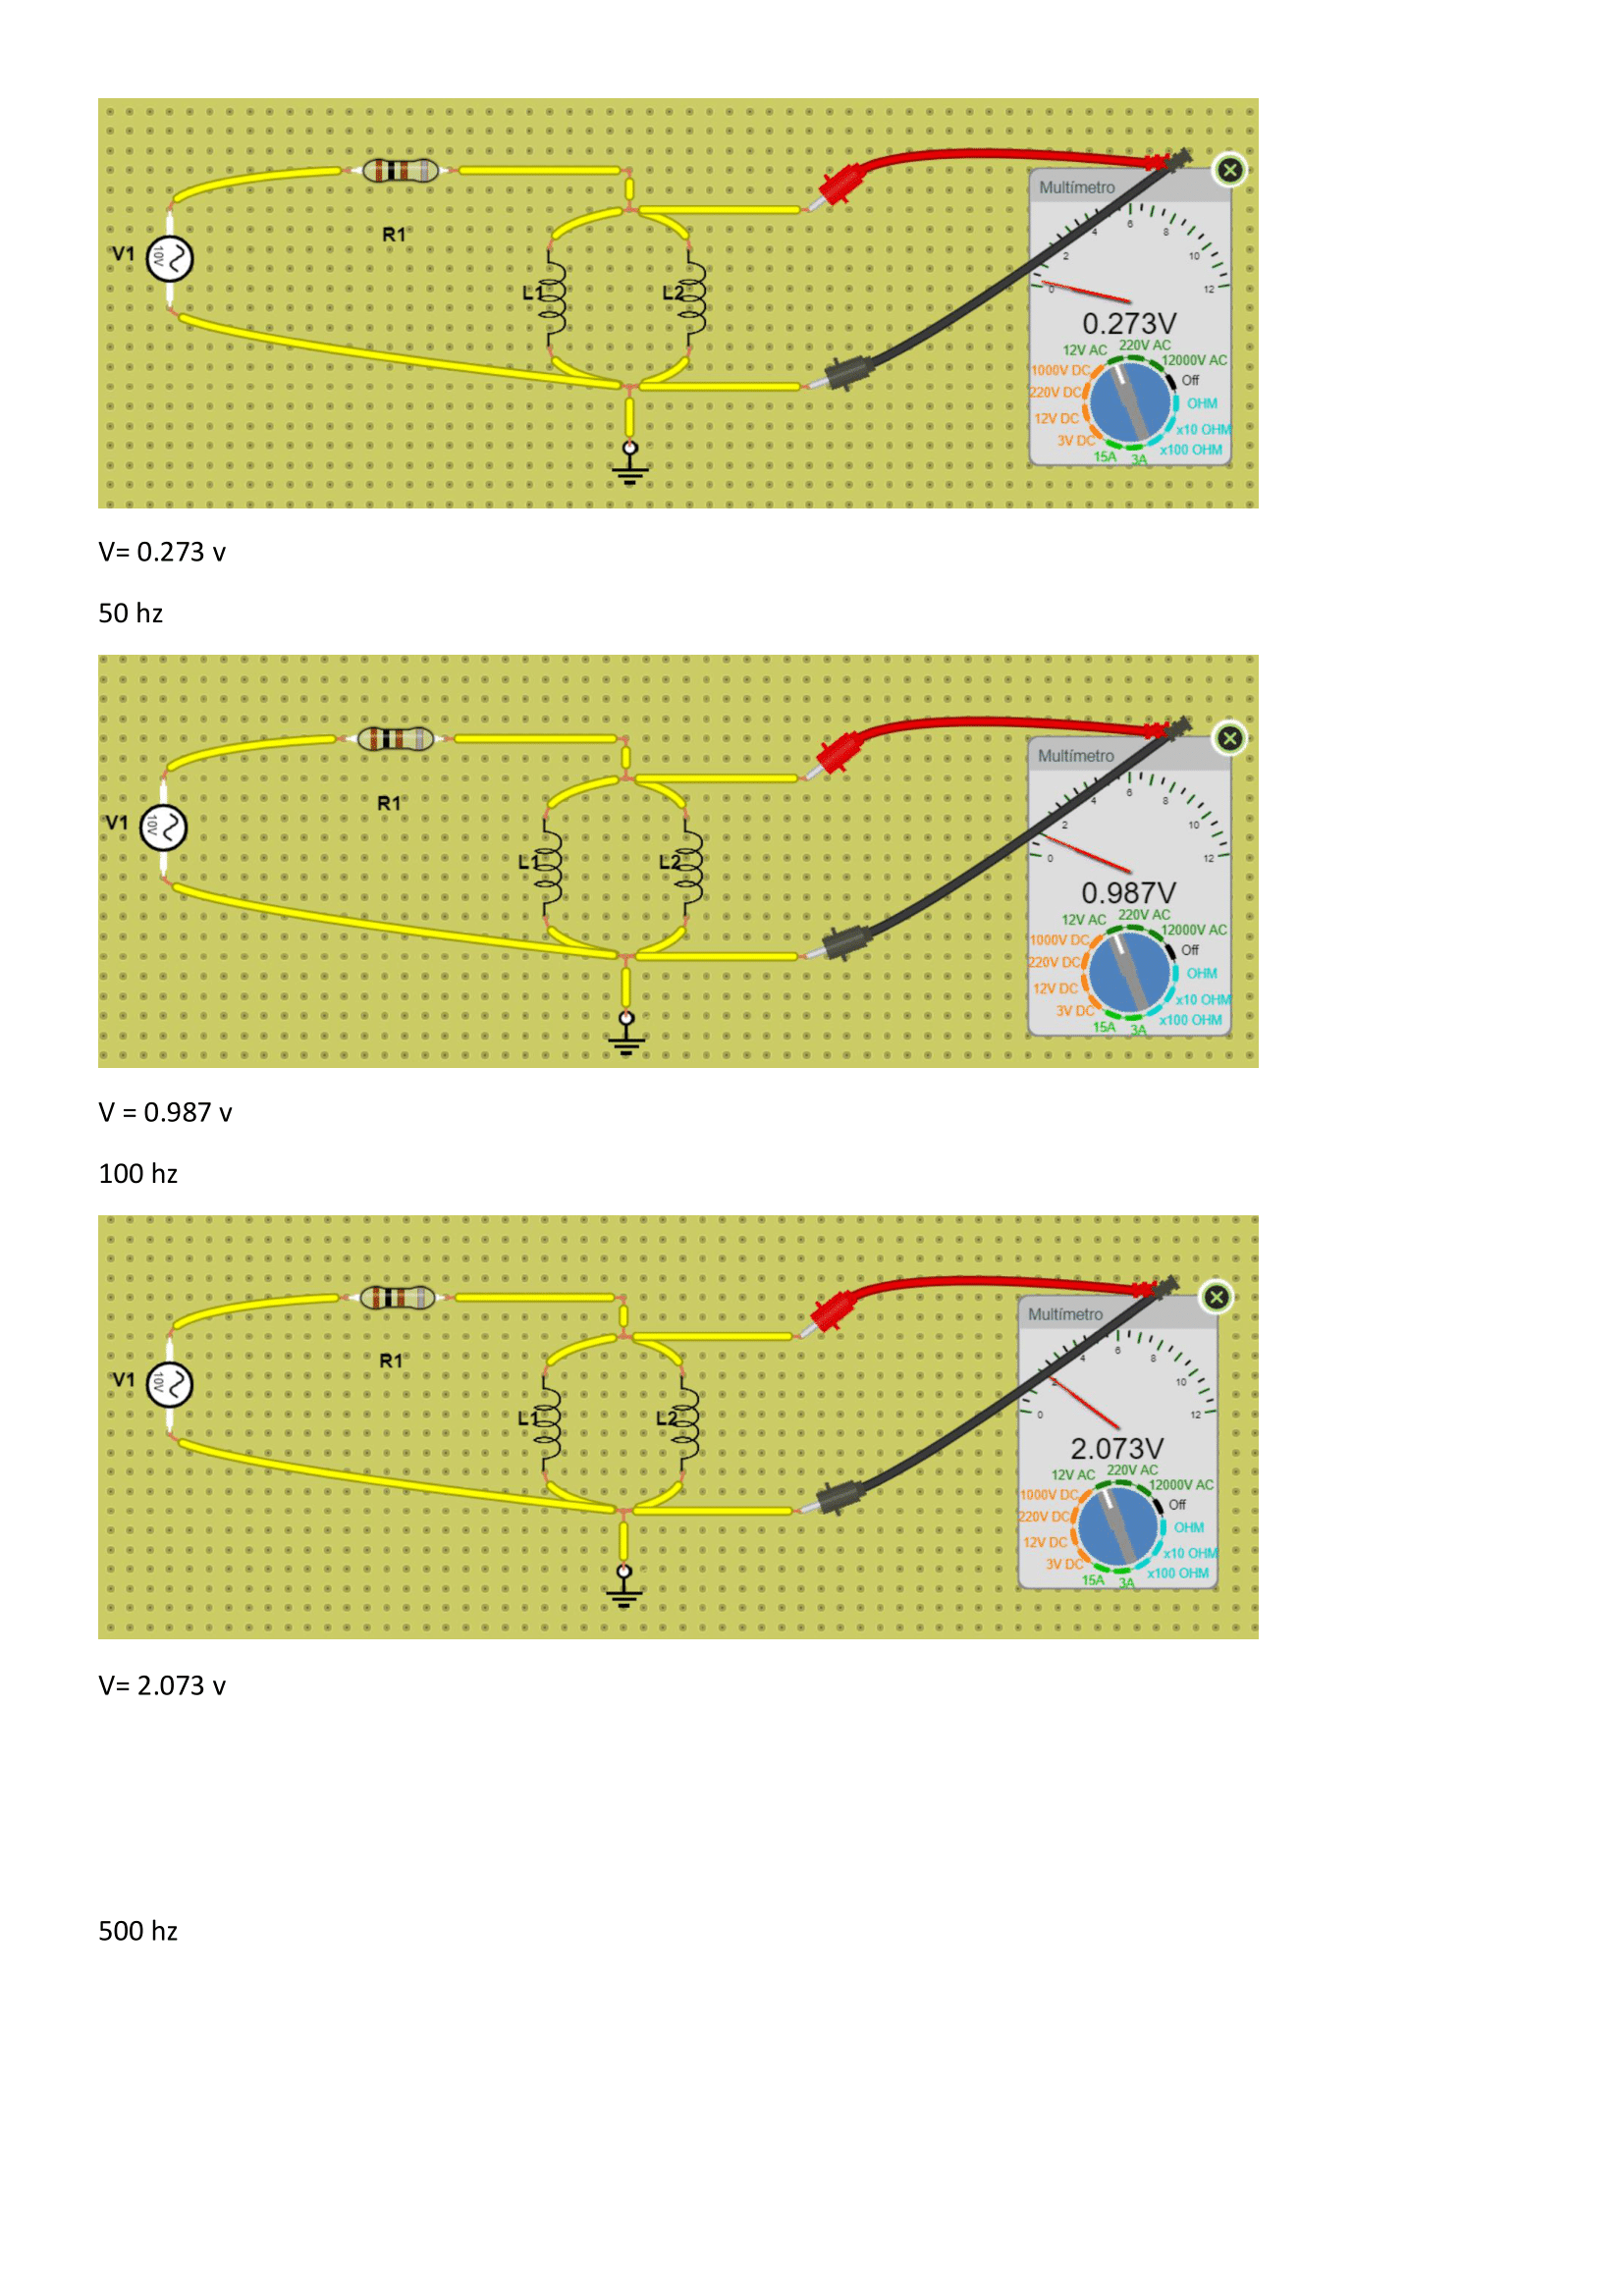 Multímetro
R1
V1
10V
L1
L2
0 2 4 6 8 10 12
0.273V
12V AC 220V AC 12000V AC
1000V DC Off
220V DC OHM
12V DC x10 OHM
3V DC x100 OHM
15A 3A
V= 0.273 v
50 hz
Multímetro
R1
V1
10V
L1
L2
0 2 4 6 8 10 12
0.987V
12V AC 220V AC 12000V AC
1000V DC Off
220V DC OHM
12V DC x10 OHM
3V DC x100 OHM
15A 3A
V = 0.987 v
100 hz
Multímetro
R1
V1
10V
L1
L2
0 2 4 6 8 10 12
2.073V
12V AC 220V AC 12000V AC
1000V DC Off
220V DC OHM
12V DC x10 OHM
3V DC x100 OHM
15A 3A
V= 2.073 v
500 hz